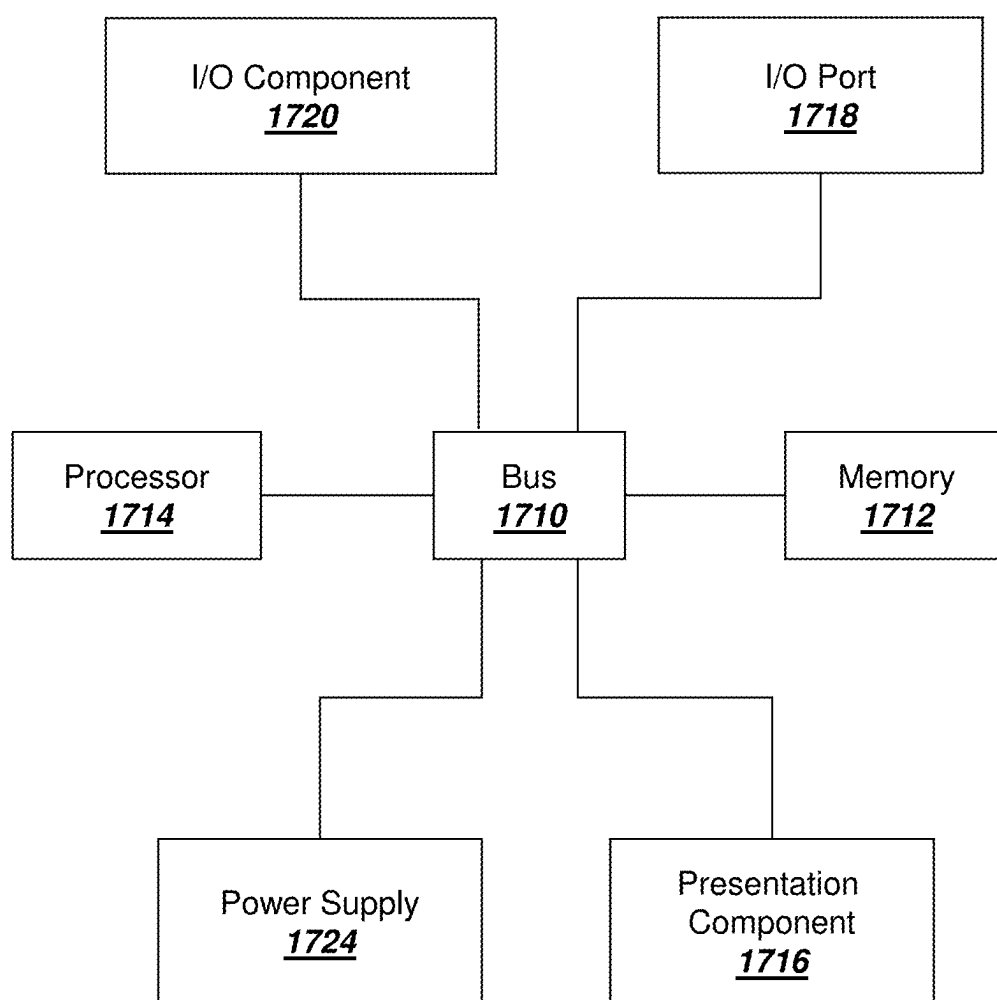 I/O Component
1720
I/O Port
1718
Processor
1714
Bus
1710
Memory
1712
Power Supply
1724
Presentation
Component
1716